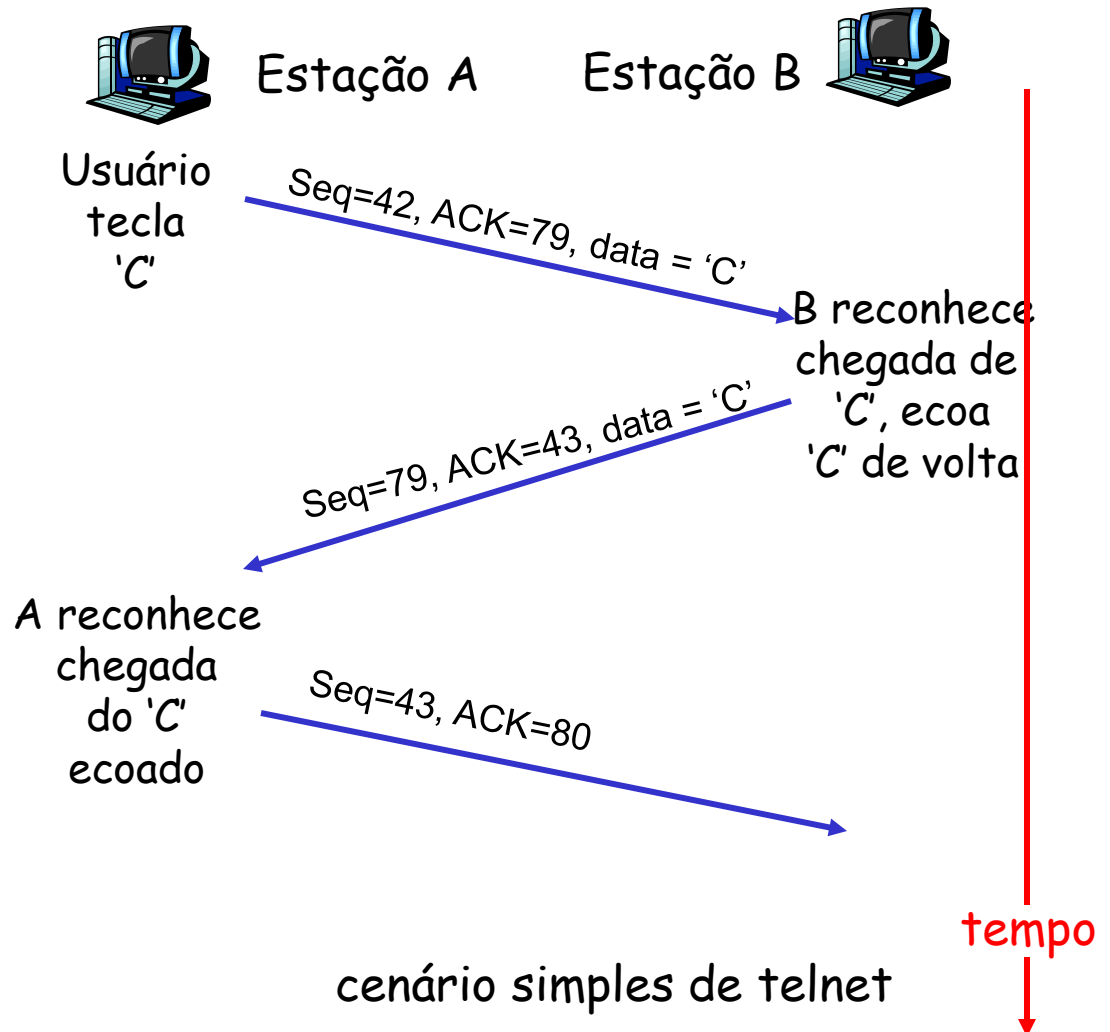 Estação A
Estação B
Usuário
tecla
‘C’
Seq=42, ACK=79, data = ‘C’
B reconhece
chegada de
‘C’, ecoa
‘C’ de volta
Seq=79, ACK=43, data = ‘C’
A reconhece
chegada
do ‘C’
ecoado
Seq=43, ACK=80
tempo
cenário simples de telnet